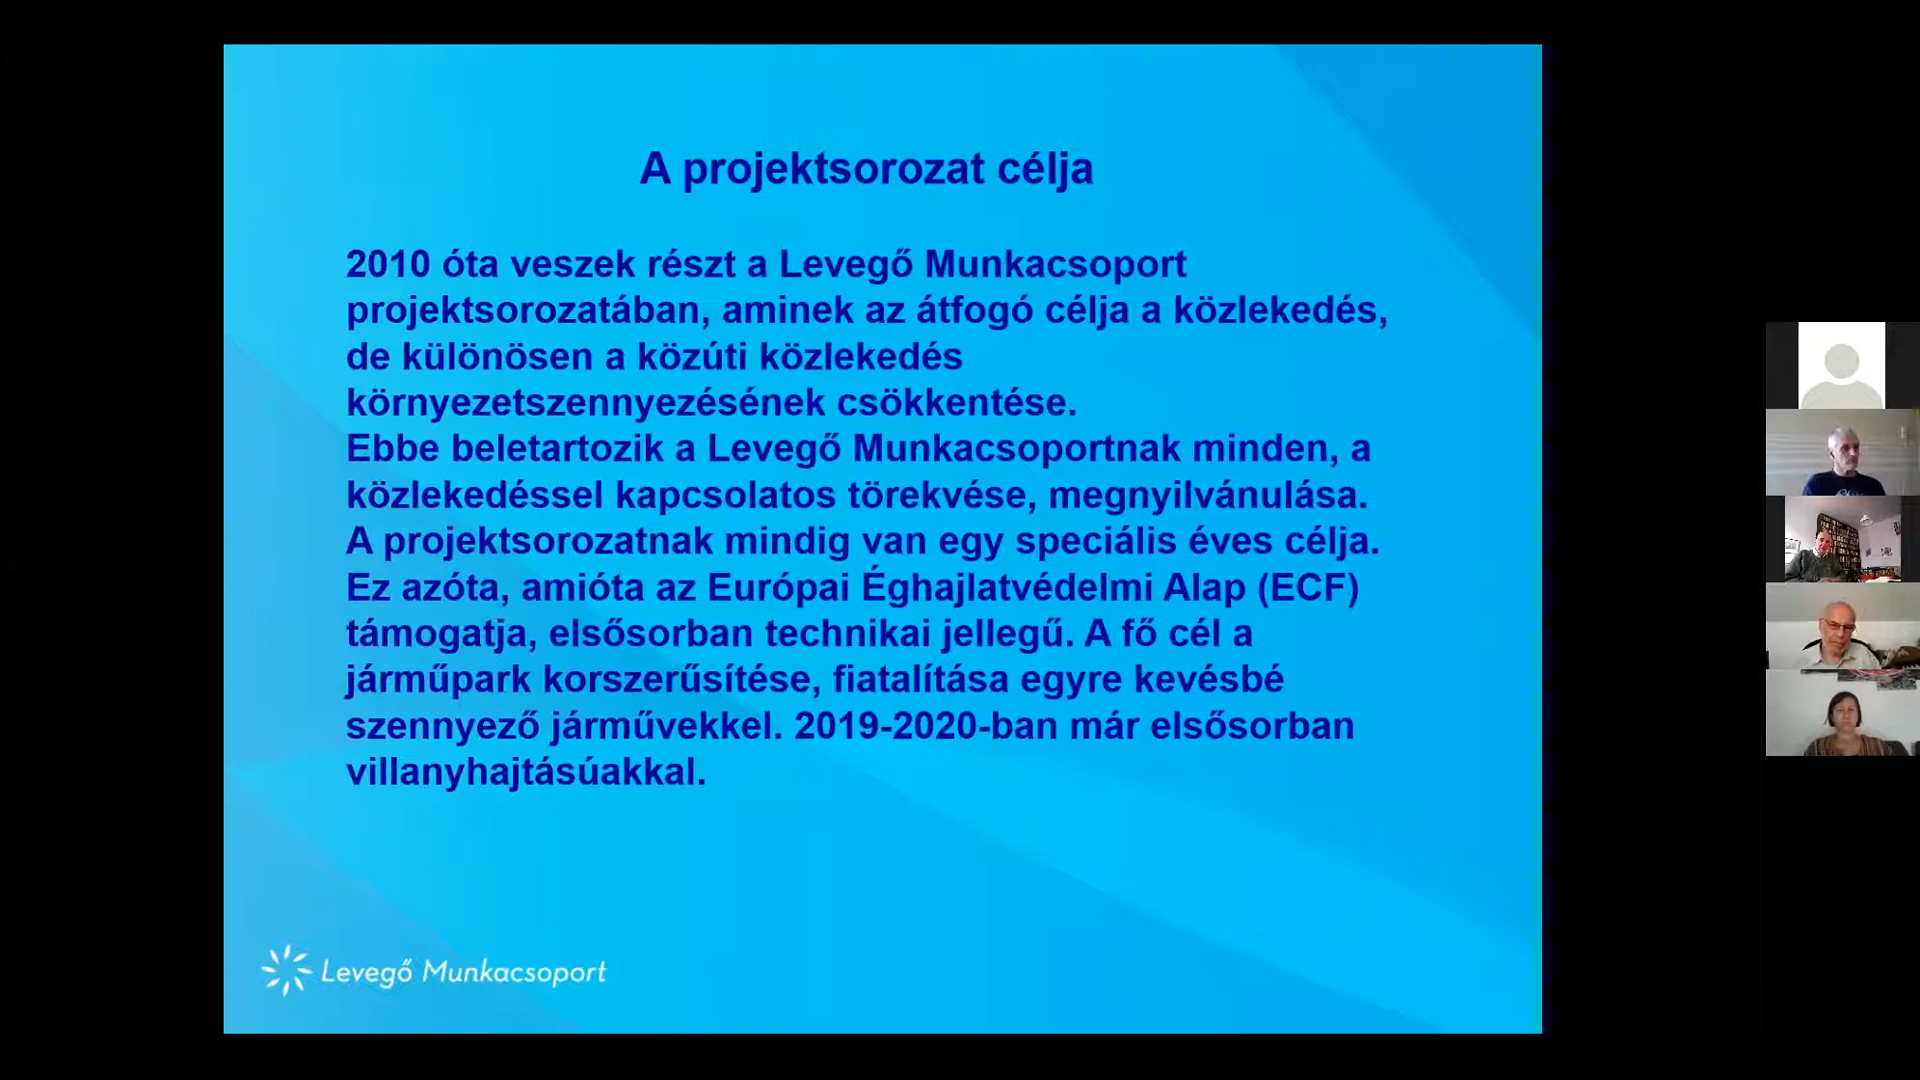 A projektsorozat célja
2010 óta veszek részt a Levegő Munkacsoport
projektsorozatában, aminek az átfogó célja a közlekedés,
de különösen a közúti közlekedés
környezetszennyezésének csökkentése.
Ebbe beletartozik a Levegő Munkacsoportnak minden, a
közlekedéssel kapcsolatos törekvése, megnyilvánulása.
A projektsorozatnak mindig van egy speciális éves célja.
Ez azóta, amióta az Európai Éghajlatvédelmi Alap (ECF)
támogatja, elsősorban technikai jellegű. A fő cél a
járműpark korszerűsítése, fiatalítása egyre kevésbé
szennyező járművekkel. 2019-2020-ban már elsősorban
villanyhajtásúakkal.
Levegő Munkacsoport